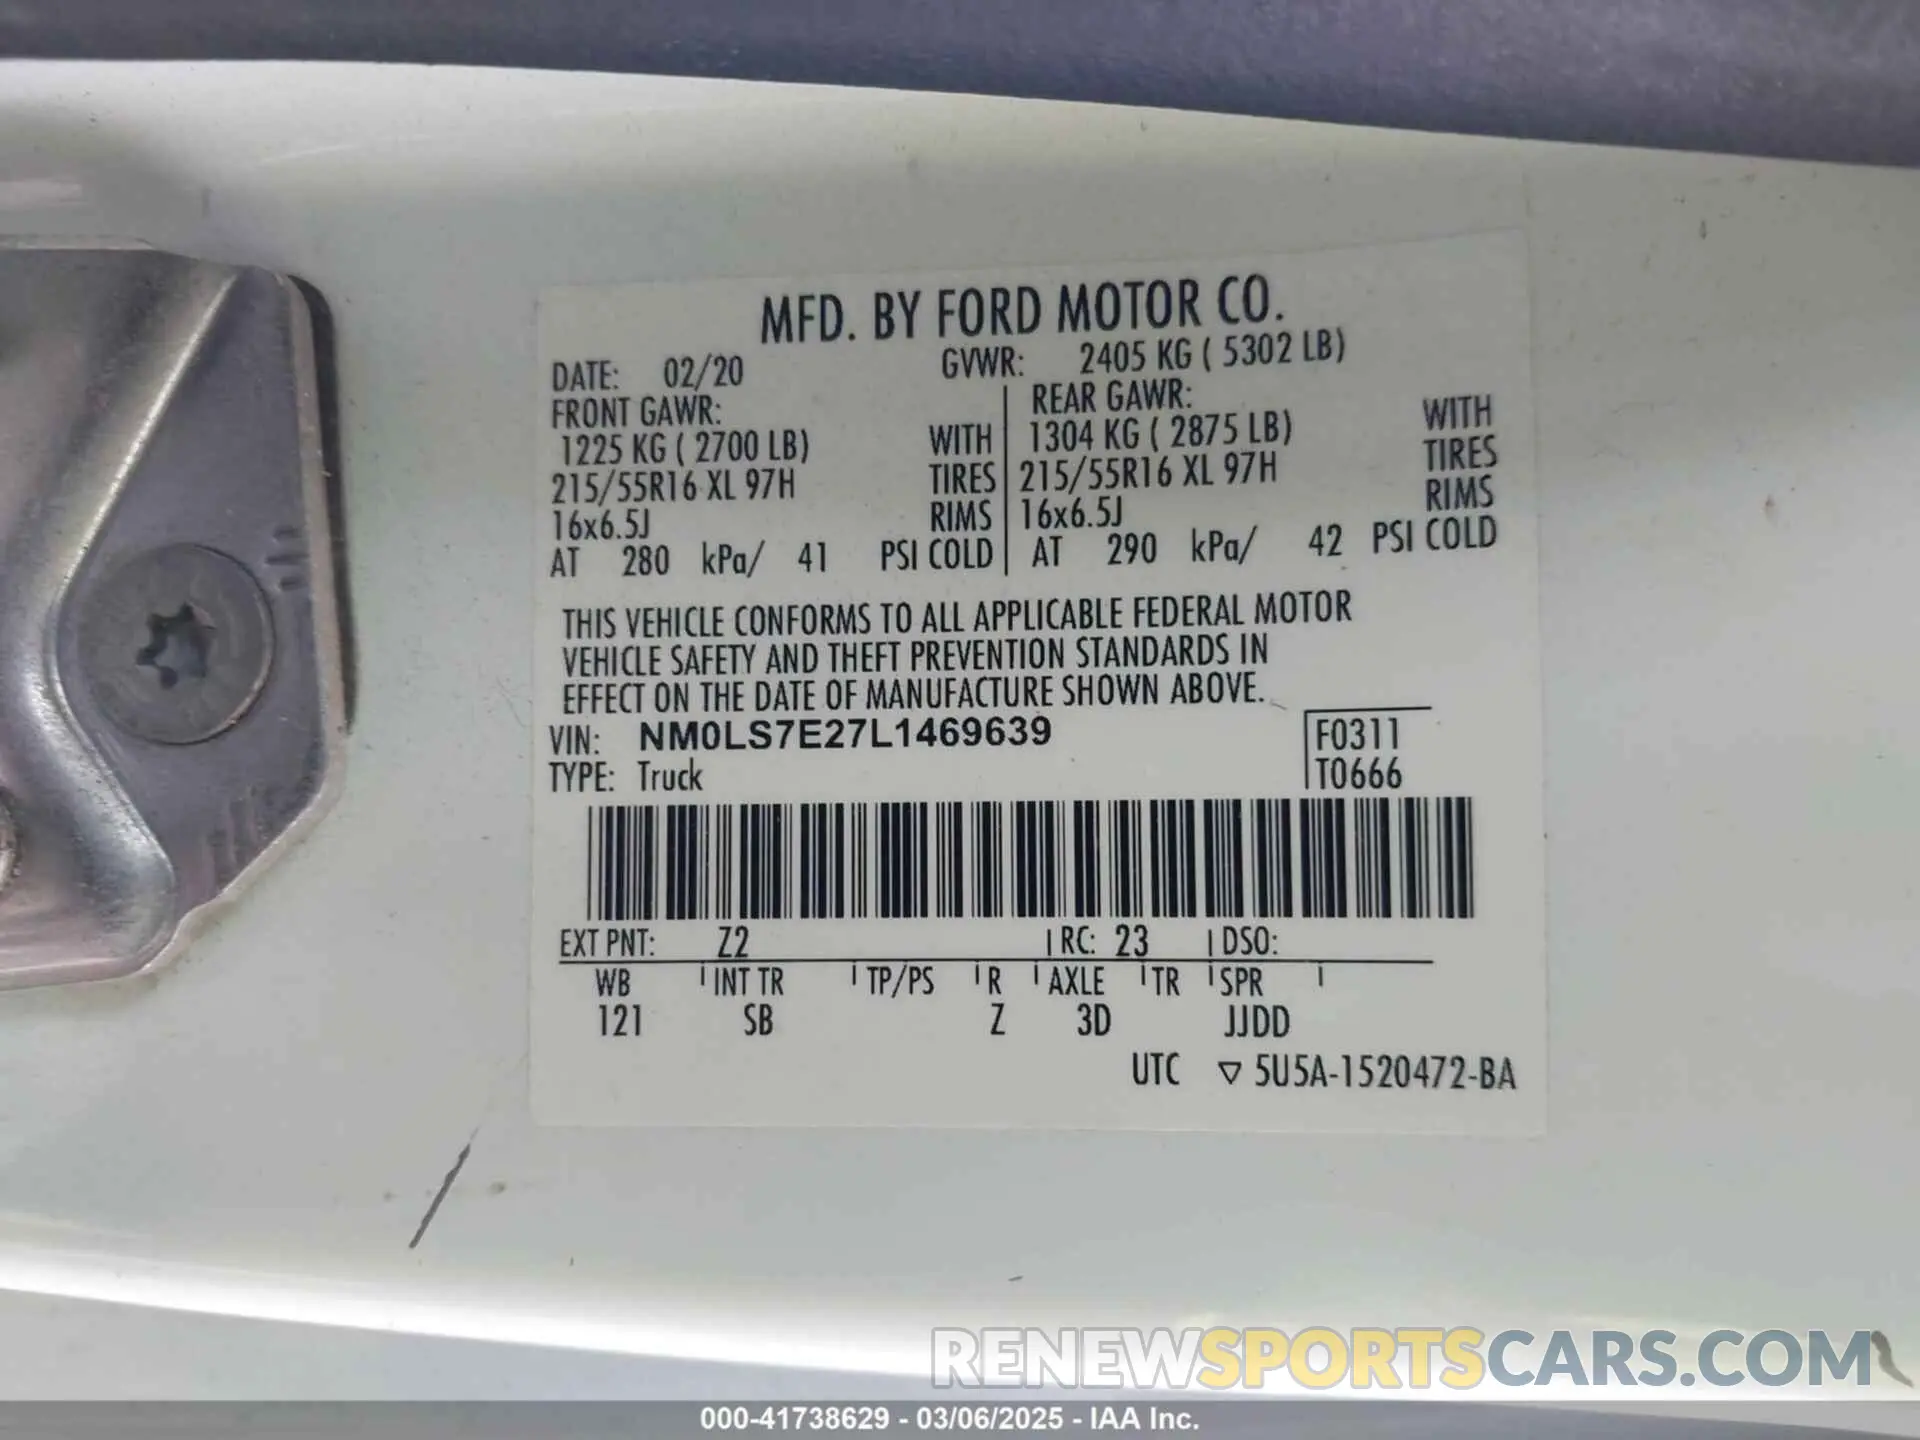 MFD. BY FORD MOTOR CO.
DATE: 02/20 GVWR: 2405 KG ( 5302 LB)
FRONT GAWR: REAR GAWR:
1225 KG ( 2700 LB) WITH 1304 KG ( 2875 LB) WITH
215/55R16 XL 97H TIRES 215/55R16 XL 97H TIRES
16x6.5J RIMS 16x6.5J RIMS
AT 280 kPa/ 41 PSI COLD AT 290 kPa/ 42 PSI COLD
THIS VEHICLE CONFORMS TO ALL APPLICABLE FEDERAL MOTOR
VEHICLE SAFETY AND THEFT PREVENTION STANDARDS IN
EFFECT ON THE DATE OF MANUFACTURE SHOWN ABOVE.
VIN: NM0LS7E27L1469639 F0311
TYPE: Truck T0666
EXT PNT: Z2 RC: 23 DSO:
WB INT TR TP/PS R AXLE TR SPR
121 SB Z 3D JJDD
UTC ▽ 5U5A-1520472-BA
RENEWSPORTSCARS.COM
000-41738629 - 03/06/2025 - IAA Inc.